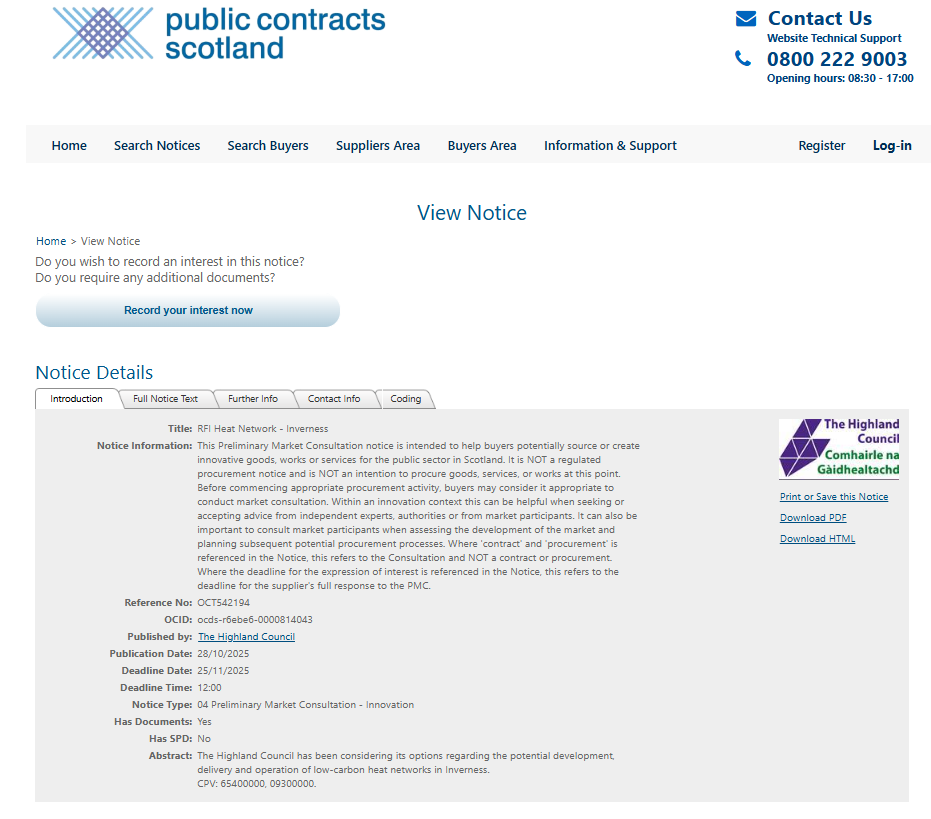 public contracts
scotland
Contact Us
Website Technical Support
0800 222 9003
Opening hours: 08:30 - 17:00
Home Search Notices Search Buyers Suppliers Area Buyers Area Information & Support Register Log-in
View Notice
Home > View Notice
Do you wish to record an interest in this notice?
Do you require any additional documents?
Record your interest now
Notice Details
Introduction Full Notice Text Further Info Contact Info Coding
Title: RFI Heat Network - Inverness
Notice Information: This Preliminary Market Consultation notice is intended to help buyers potentially source or create
innovative goods, works or services for the public sector in Scotland. It is NOT a regulated
procurement notice and is NOT an intention to procure goods, services, or works at this point.
Before commencing appropriate procurement activity, buyers may consider it appropriate to
conduct market consultation. Within an innovation context this can be helpful when seeking or
accepting advice from independent experts, authorities or from market participants. It can also be
important to consult market participants when assessing the development of the market and
planning subsequent potential procurement processes. Where 'contract' and 'procurement' is
referenced in the Notice, this refers to the Consultation and NOT a contract or procurement.
Where the deadline for the expression of interest is referenced in the Notice, this refers to the
deadline for the supplier's full response to the PMC.
Reference No: OCT542194
OCID: ocds-r6ebe6-0000814043
Published by: The Highland Council
Publication Date: 28/10/2025
Deadline Date: 25/11/2025
Deadline Time: 12:00
Notice Type: 04 Preliminary Market Consultation - Innovation
Has Documents: Yes
Has SPD: No
Abstract: The Highland Council has been considering its options regarding the potential development,
delivery and operation of low-carbon heat networks in Inverness.
CPV: 65400000, 09300000.
The Highland
Council
Comhairle na
Gàidhealtachd
Print or Save this Notice
Download PDF
Download HTML